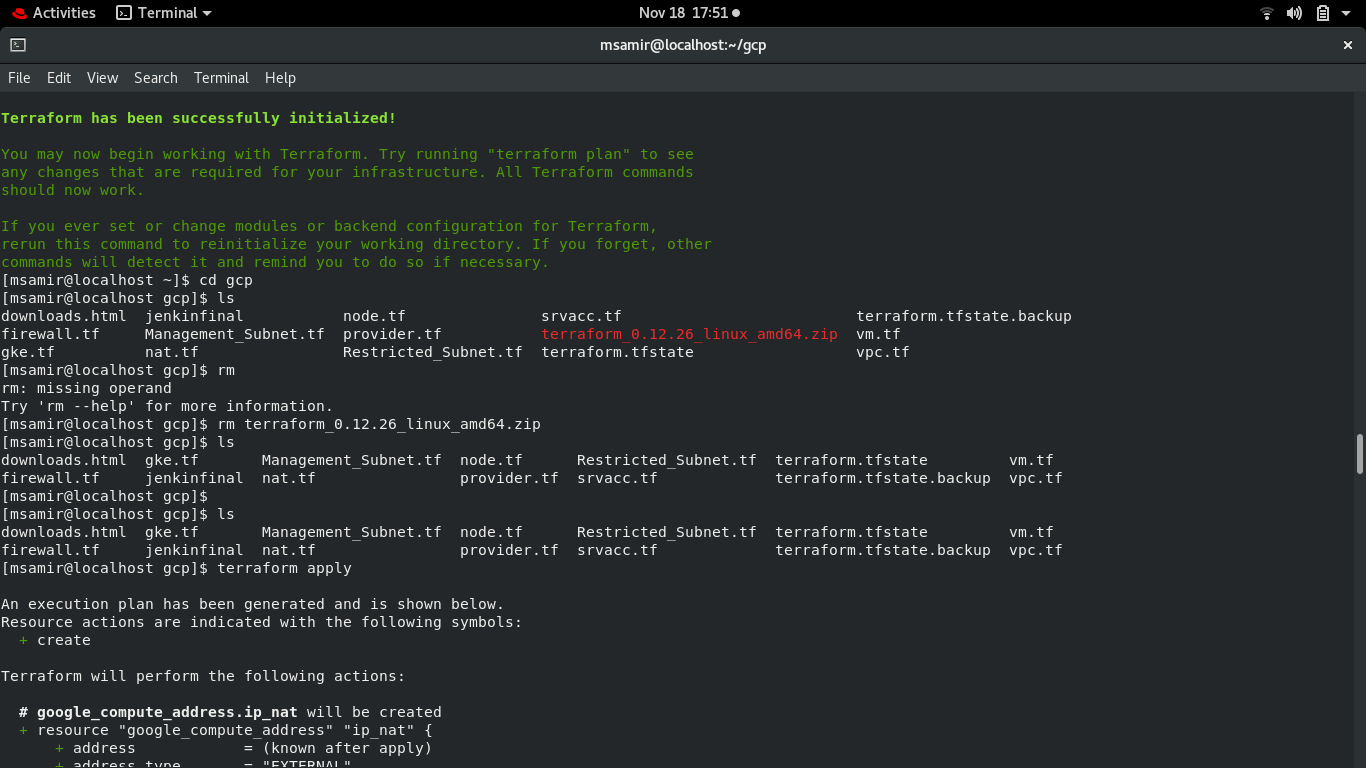 Activities Terminal Nov 18 17:51
msamir@localhost:~/gcp ×
File Edit View Search Terminal Help
Terraform has been successfully initialized!
You may now begin working with Terraform. Try running "terraform plan" to see
any changes that are required for your infrastructure. All Terraform commands
should now work.
If you ever set or change modules or backend configuration for Terraform,
rerun this command to reinitialize your working directory. If you forget, other
commands will detect it and remind you to do so if necessary.
[msamir@localhost ~]$ cd gcp
[msamir@localhost gcp]$ ls
downloads.html jenkinfinal node.tf srvacc.tf terraform.tfstate.backup
firewall.tf Management_Subnet.tf provider.tf terraform_0.12.26_linux_amd64.zip vm.tf
gke.tf nat.tf Restricted_Subnet.tf terraform.tfstate vpc.tf
[msamir@localhost gcp]$ rm
rm: missing operand
Try 'rm --help' for more information.
[msamir@localhost gcp]$ rm terraform_0.12.26_linux_amd64.zip
[msamir@localhost gcp]$ ls
downloads.html gke.tf Management_Subnet.tf node.tf Restricted_Subnet.tf terraform.tfstate vm.tf
firewall.tf jenkinfinal nat.tf provider.tf srvacc.tf terraform.tfstate.backup vpc.tf
[msamir@localhost gcp]$
[msamir@localhost gcp]$ ls
downloads.html gke.tf Management_Subnet.tf node.tf Restricted_Subnet.tf terraform.tfstate vm.tf
firewall.tf jenkinfinal nat.tf provider.tf srvacc.tf terraform.tfstate.backup vpc.tf
[msamir@localhost gcp]$ terraform apply
An execution plan has been generated and is shown below.
Resource actions are indicated with the following symbols:
+ create
Terraform will perform the following actions:
# google_compute_address.ip_nat will be created
+ resource "google_compute_address" "ip_nat" {
+ address = (known after apply)
+ address_type = "EXTERNAL"